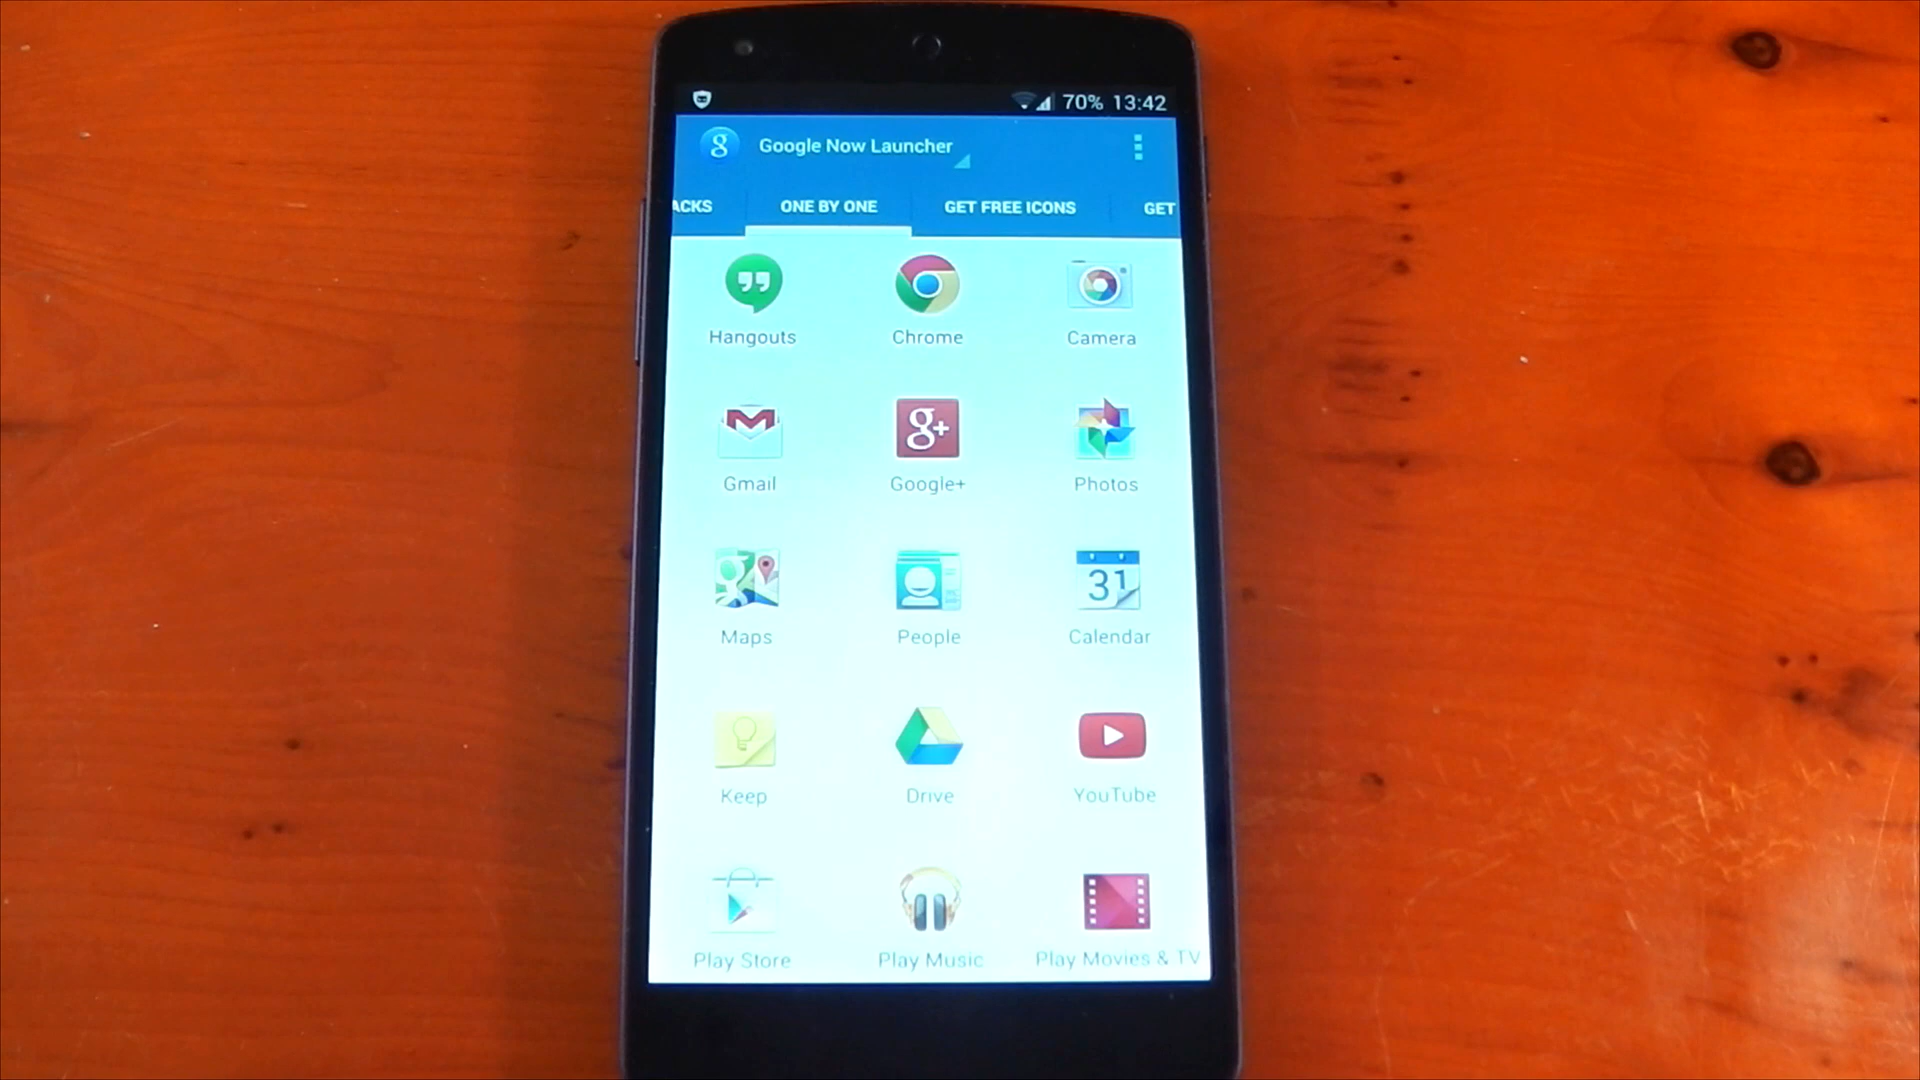 70% 13:42
g Google Now Launcher
ACKS ONE BY ONE GET FREE ICONS GET
Hangouts Chrome Camera
g+
Gmail Google+ Photos
g 31
Maps People Calendar
Keep Drive YouTube
Play Store Play Music Play Movies & TV